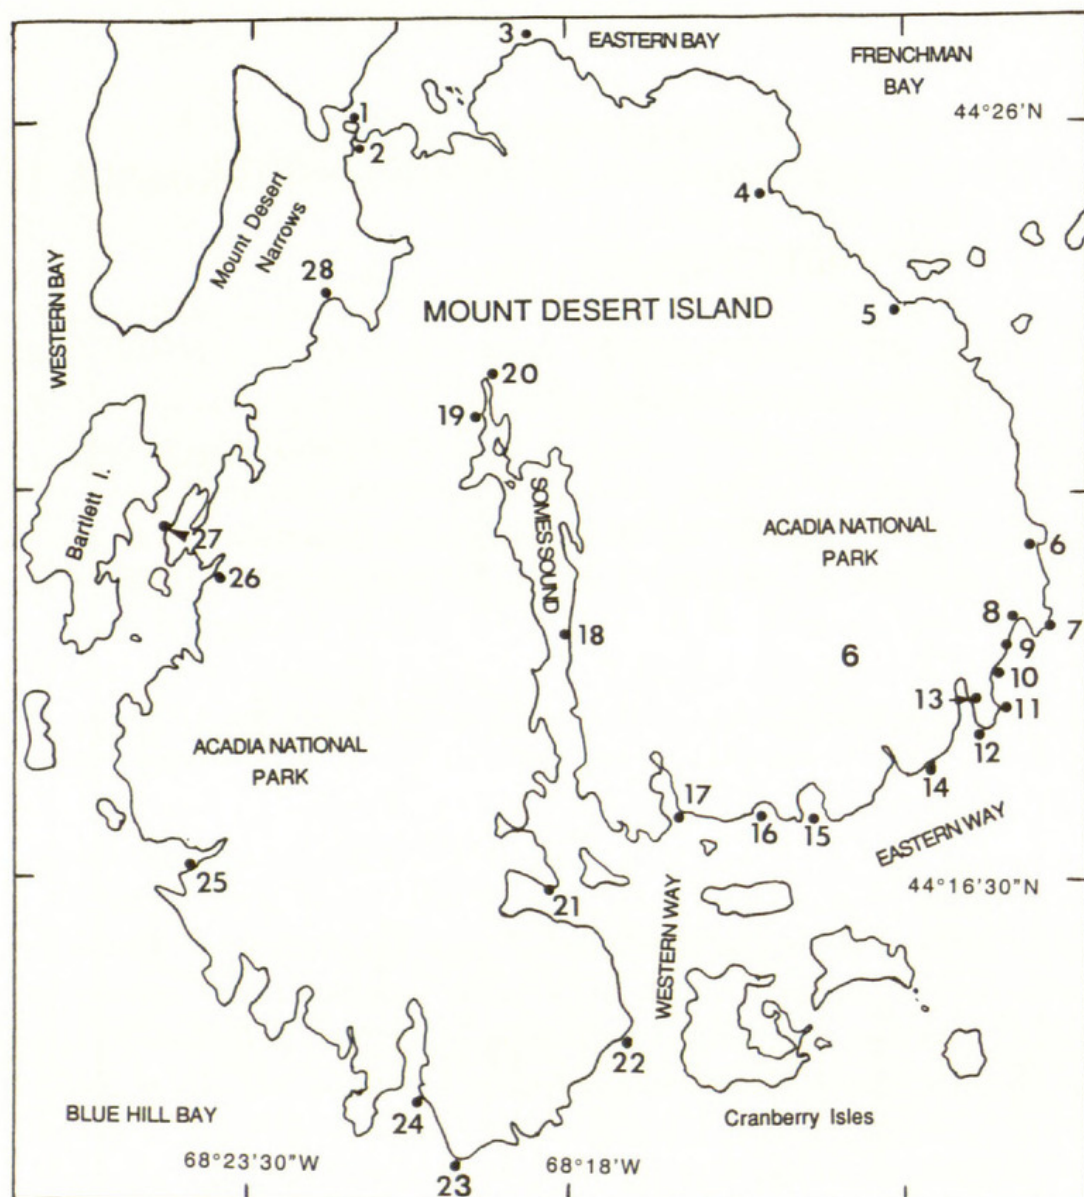 3
EASTERN BAY
FRENCHMAN
BAY
44°26'N
1
2
Mount Desert
Narrows
4
WESTERN BAY
28
MOUNT DESERT ISLAND
5
20
19
Bartlett I.
SOMES SOUND
ACADIA NATIONAL
PARK
27
6
26
8
7
18
9
6
10
13
11
12
ACADIA NATIONAL
PARK
14
17
16
15
EASTERN WAY
25
44°16'30"N
21
WESTERN WAY
22
BLUE HILL BAY
24
Cranberry Isles
68°23'30"W
68°18'W
23